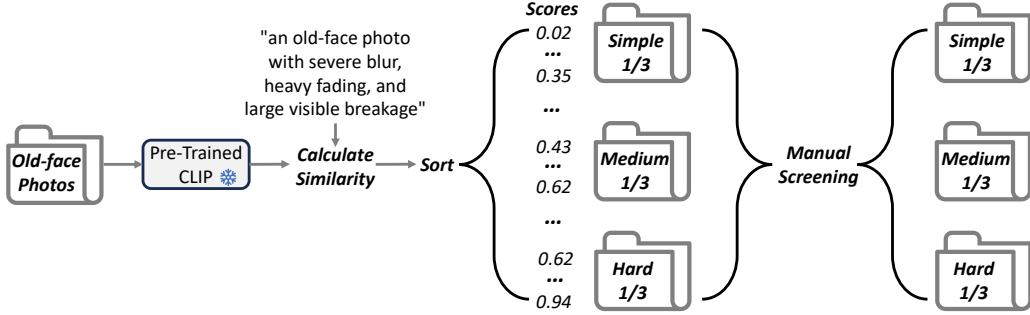 Old-face
Photos
Pre-Trained
CLIP
"an old-face photo
with severe blur,
heavy fading, and
large visible breakage"
Calculate
Similarity
Sort
Scores
0.02
...
0.35
...
0.43
...
0.62
...
0.62
...
0.94
Simple
1/3
Medium
1/3
Hard
1/3
Manual
Screening
Simple
1/3
Medium
1/3
Hard
1/3